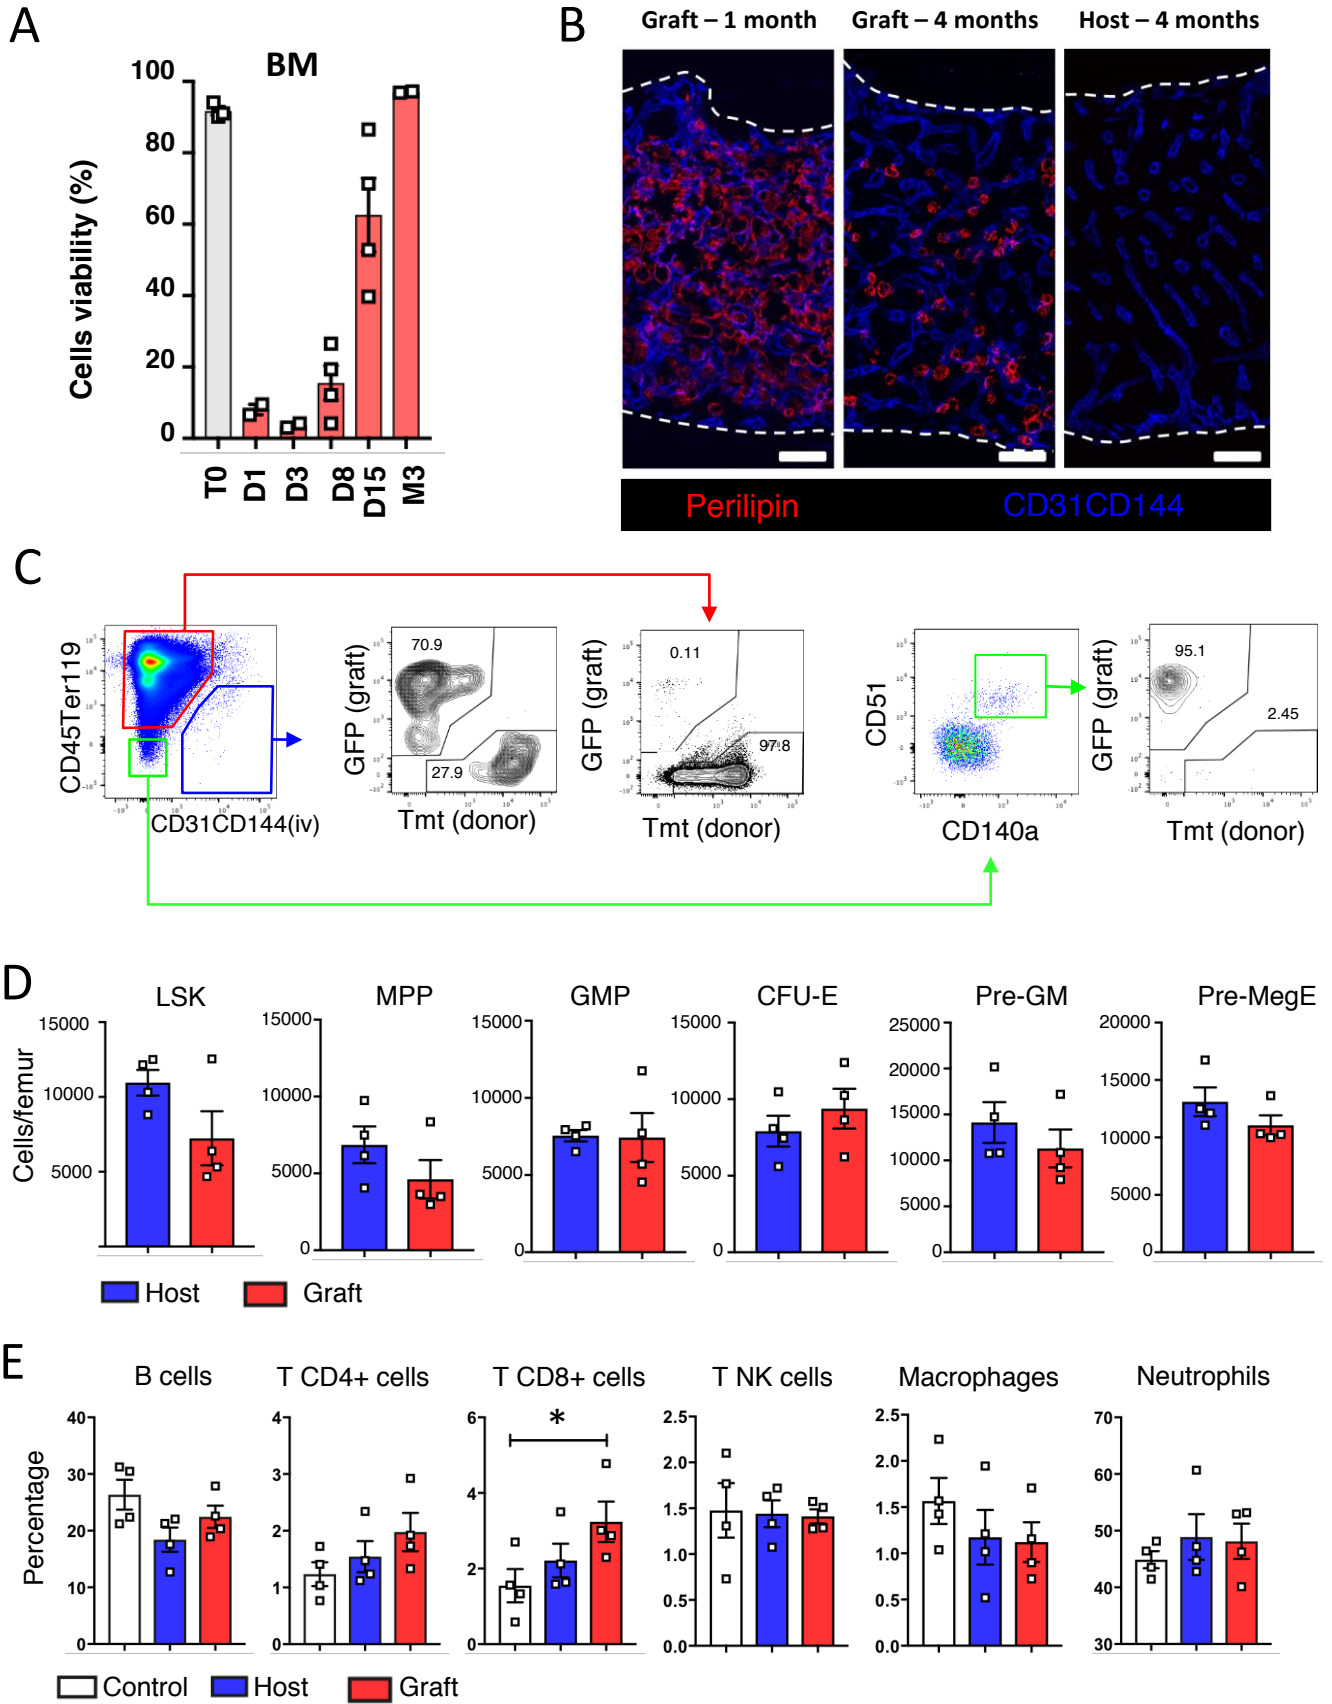 A
BM
Cells viability (%)
100
80
60
40
20
0
T0 D1 D3 D8 D15 M3
B
Graft – 1 month Graft – 4 months Host – 4 months
Perilipin CD31CD144
C
CD45Ter119
CD31CD144(iv)
GFP (graft)
70.9
27.9
Tmt (donor)
GFP (graft)
0.11
97.8
Tmt (donor)
CD51
CD140a
GFP (graft)
95.1
2.45
Tmt (donor)
D
LSK MPP GMP CFU-E Pre-GM Pre-MegE
Cells/femur
15000
10000
5000
15000
10000
5000
0
15000
10000
5000
0
15000
10000
5000
0
25000
20000
15000
10000
5000
0
20000
15000
10000
5000
0
Host Graft
E
B cells T CD4+ cells T CD8+ cells T NK cells Macrophages Neutrophils
Percentage
40
30
20
10
0
4
3
2
1
0
6
4
2
0
*
2.5
2.0
1.5
1.0
0.5
0.0
2.5
2.0
1.5
1.0
0.5
0.0
70
60
50
40
30
Control Host Graft